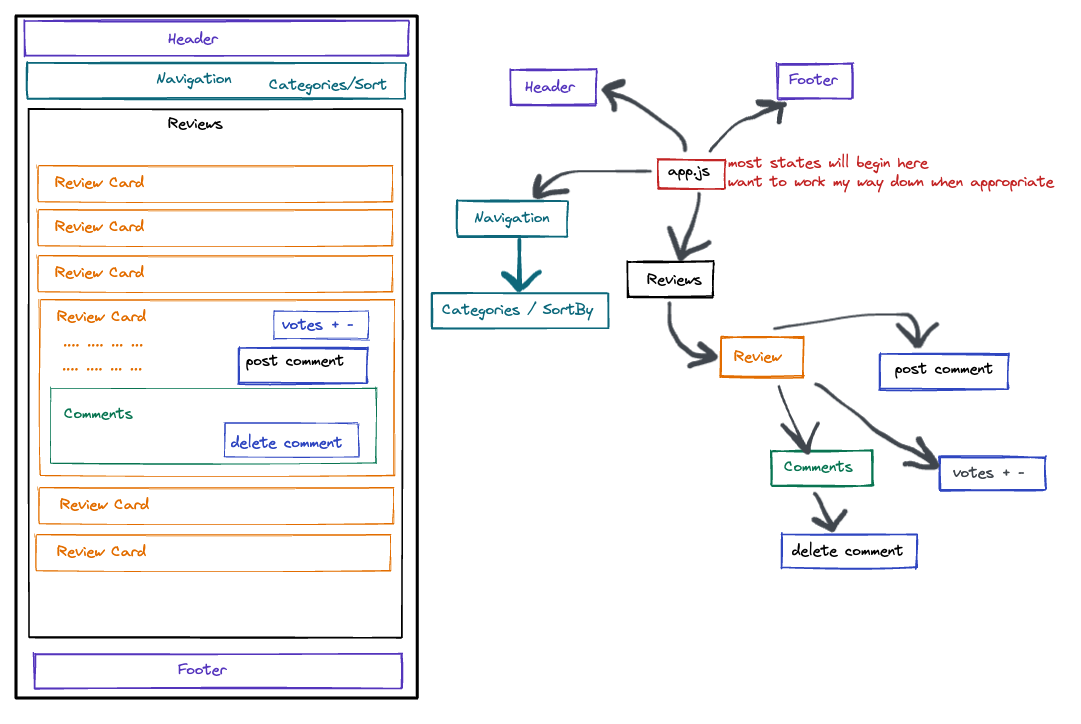 Header
Navigation
Categories/Sort
Reviews
Review Card
Review Card
Review Card
Review Card
votes + -
.... .... ... ...
post comment
.... .... ... ...
Comments
delete comment
Review Card
Review Card
Footer
Header
Footer
app.js
most states will begin here
want to work my way down when appropriate
Navigation
Reviews
Categories / SortBy
Review
post comment
Comments
votes + -
delete comment